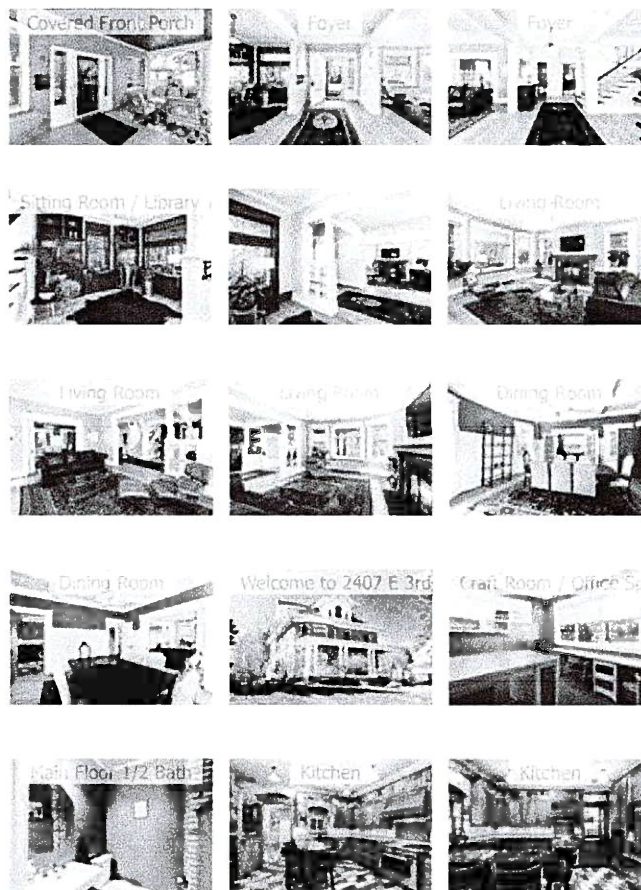 Covered Front Porch
Foyer
Foyer
Sitting Room / Library
Living Room
Living Room
Living Room
Dining Room
Dining Room
Welcome to 2407 E 3rd
Craft Room / Office S
Main Floor 1/2 Bath
Kitchen
Kitchen